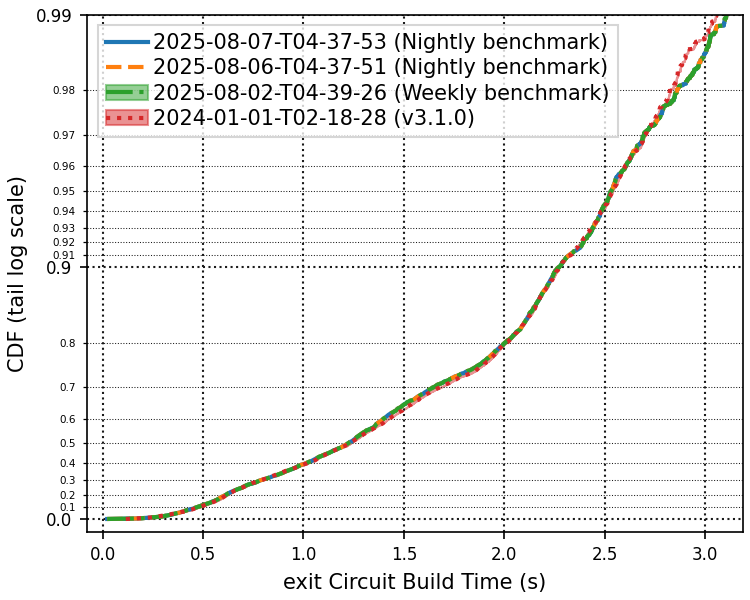 0.99
2025-08-07-T04-37-53 (Nightly benchmark)
2025-08-06-T04-37-51 (Nightly benchmark)
2025-08-02-T04-39-26 (Weekly benchmark)
2024-01-01-T02-18-28 (v3.1.0)
0.98
0.97
0.96
0.95
0.94
0.93
0.92
0.91
0.9
0.8
0.7
0.6
0.5
0.4
0.3
0.2
0.1
0.0
CDF (tail log scale)
0.0 0.5 1.0 1.5 2.0 2.5 3.0
exit Circuit Build Time (s)